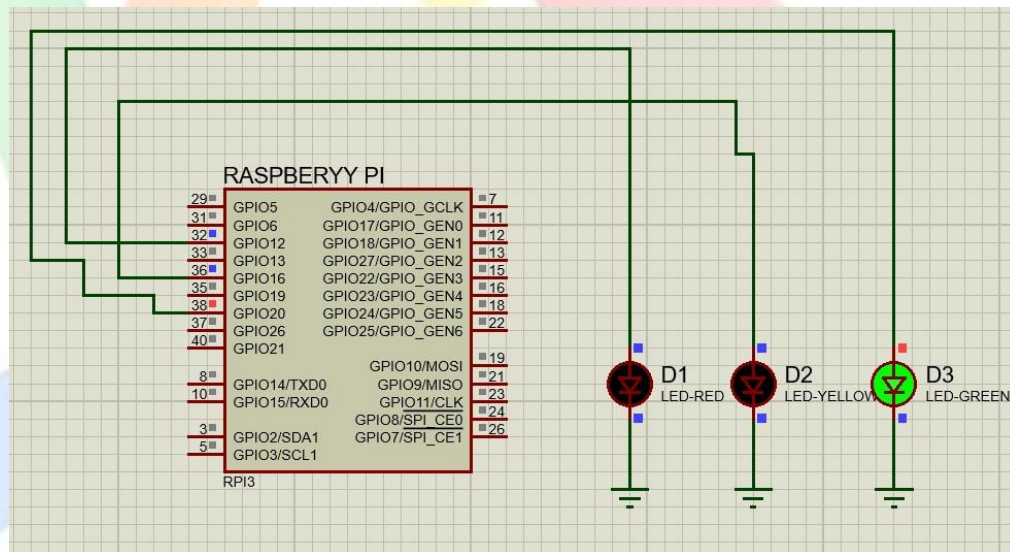 RASPBERYY PI
29 GPIO5 GPIO4/GPIO_GCLK 7
31 GPIO6 GPIO17/GPIO_GEN0 11
32 GPIO12 GPIO18/GPIO_GEN1 12
33 GPIO13 GPIO27/GPIO_GEN2 13
36 GPIO16 GPIO22/GPIO_GEN3 15
35 GPIO19 GPIO23/GPIO_GEN4 16
38 GPIO20 GPIO24/GPIO_GEN5 18
37 GPIO26 GPIO25/GPIO_GEN6 22
40 GPIO21
GPIO10/MOSI 19
8 GPIO14/TXD0 GPIO9/MISO 21
10 GPIO15/RXD0 GPIO11/CLK 23
GPIO8/SPI_CE0 24
3 GPIO2/SDA1 GPIO7/SPI_CE1 26
5 GPIO3/SCL1
RPI3
D1
LED-RED
D2
LED-YELLOW
D3
LED-GREEN